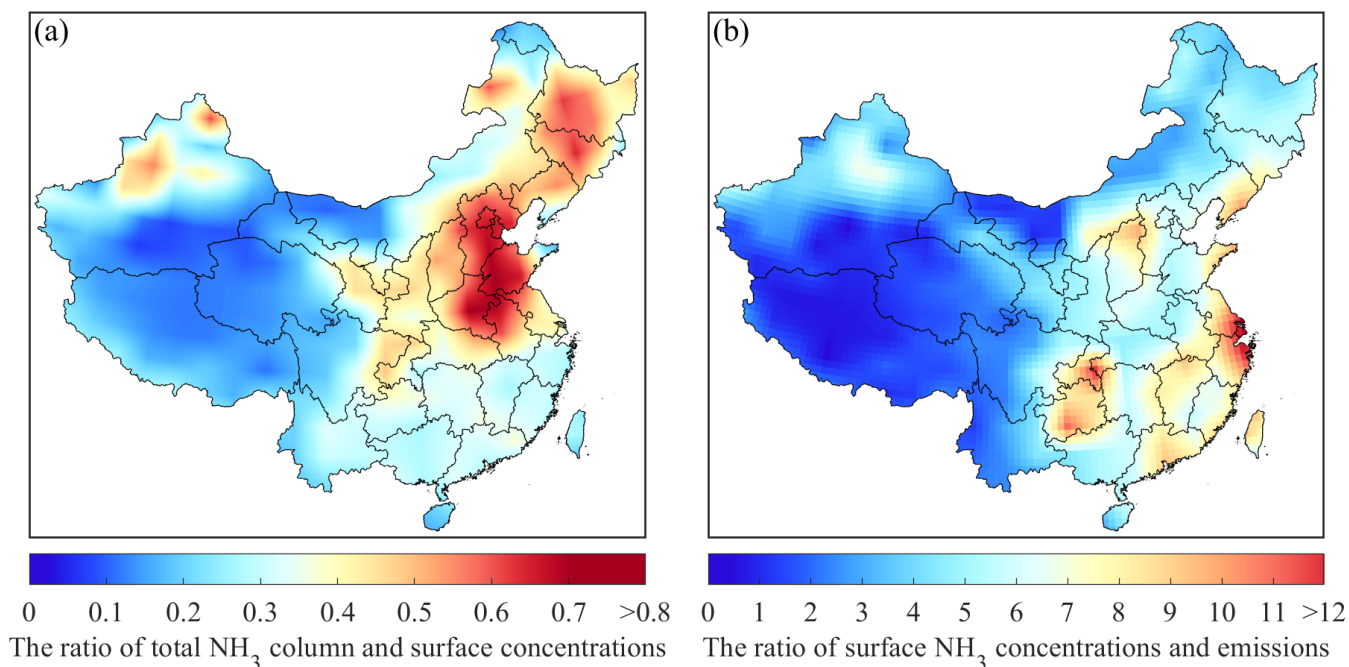 (a)
(b)
0 0.1 0.2 0.3 0.4 0.5 0.6 0.7 >0.8
0 1 2 3 4 5 6 7 8 9 10 11 >12
The ratio of total NH₃ column and surface concentrations
The ratio of surface NH₃ concentrations and emissions